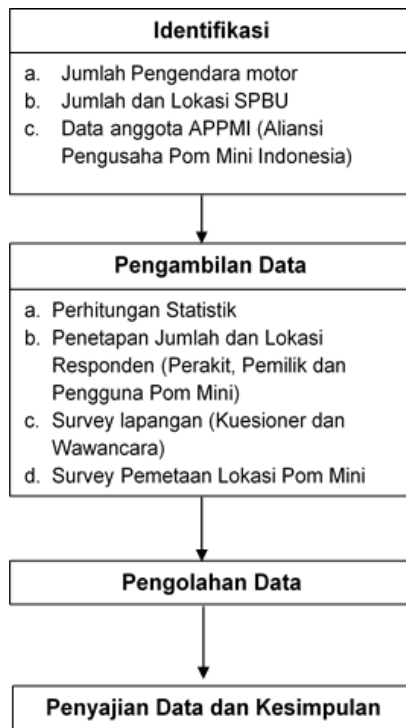 Identifikasi
a. Jumlah Pengendara motor
b. Jumlah dan Lokasi SPBU
c. Data anggota APPMI (Aliansi
Pengusaha Pom Mini Indonesia)
Pengambilan Data
a. Perhitungan Statistik
b. Penetapan Jumlah dan Lokasi
Responden (Perakit, Pemilik dan
Pengguna Pom Mini)
c. Survey lapangan (Kuesioner dan
Wawancara)
d. Survey Pemetaan Lokasi Pom Mini
Pengolahan Data
Penyajian Data dan Kesimpulan